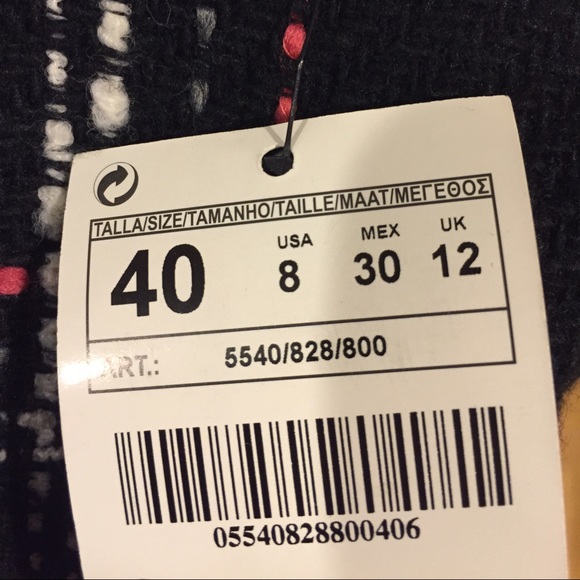 TALLA/SIZE/TAMANHO/TAILLE/MAAT/ΜΕΓΕΘΟΣ
40 USA 8 MEX 30 UK 12
ART.: 5540/828/800
05540828800406